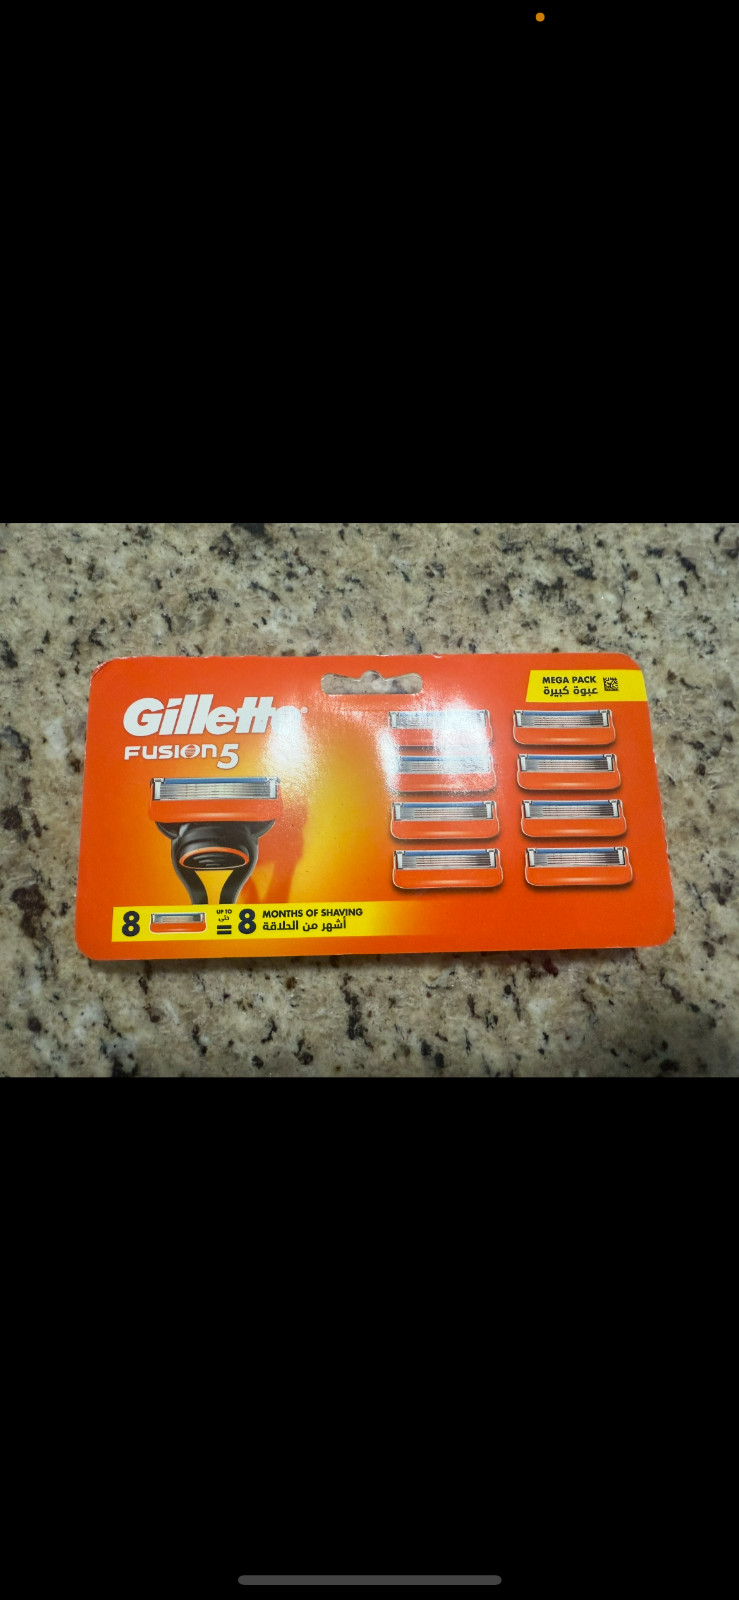 Gillette
FUSION5
MEGA PACK
عبوة كبيرة
8
UP TO
حتى
=
8
MONTHS OF SHAVING
أشهر من الحلاقة